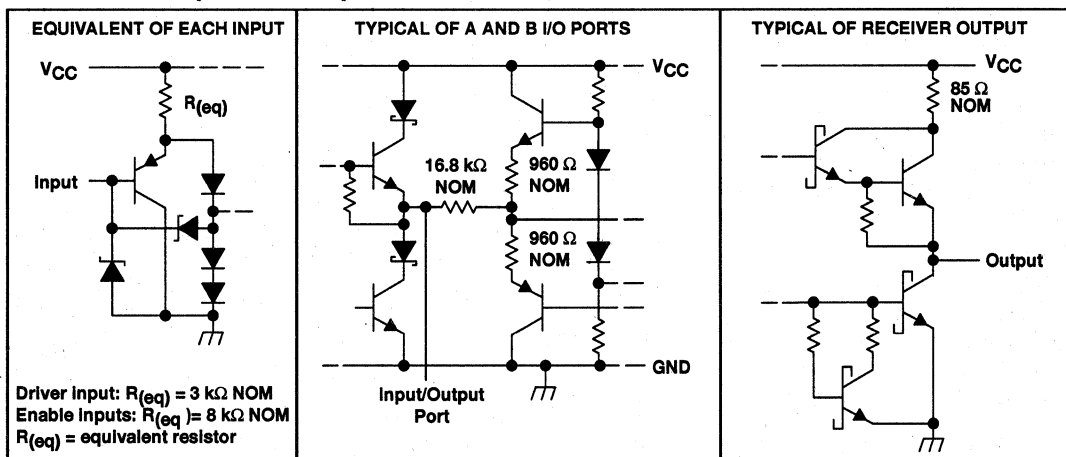 EQUIVALENT OF EACH INPUT
VCC
R(eq)
Input
Driver input: R(eq) = 3 kΩ NOM
Enable inputs: R(eq )= 8 kΩ NOM
R(eq) = equivalent resistor
TYPICAL OF A AND B I/O PORTS
VCC
16.8 kΩ
NOM
960 Ω
NOM
960 Ω
NOM
GND
Input/Output
Port
TYPICAL OF RECEIVER OUTPUT
VCC
85 Ω
NOM
Output